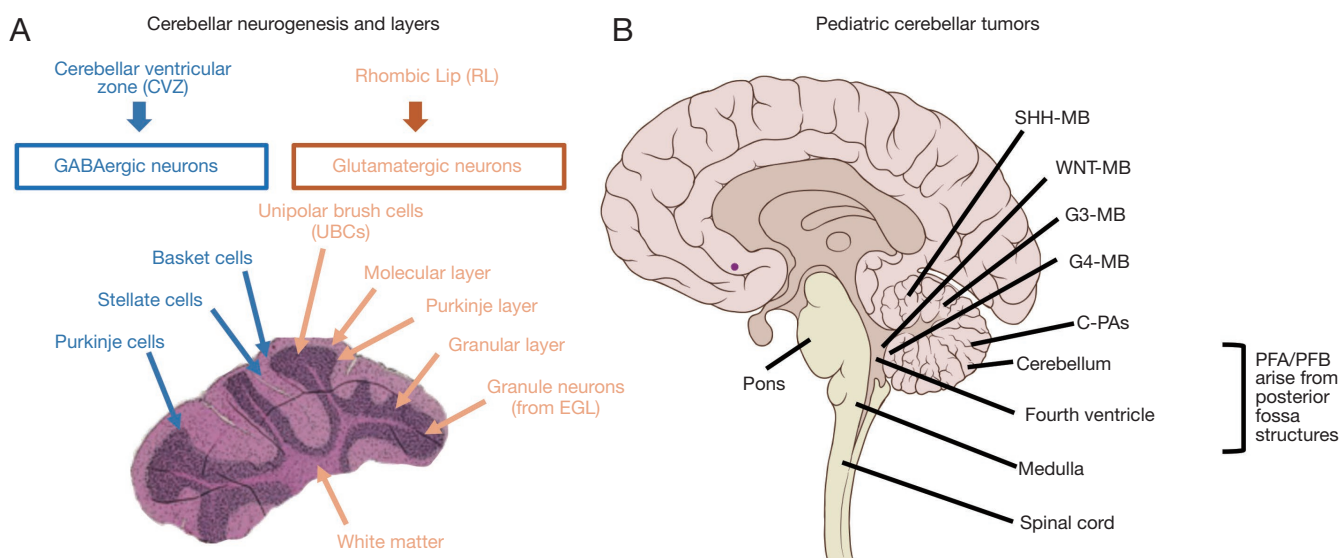 A
Cerebellar neurogenesis and layers
Cerebellar ventricular
zone (CVZ)
Rhombic Lip (RL)
GABAergic neurons
Glutamatergic neurons
Unipolar brush cells
(UBCs)
Basket cells
Molecular layer
Stellate cells
Purkinje layer
Purkinje cells
Granular layer
Granule neurons
(from EGL)
White matter
B
Pediatric cerebellar tumors
SHH-MB
WNT-MB
G3-MB
G4-MB
C-PAs
Cerebellum
Pons
Fourth ventricle
Medulla
Spinal cord
PFA/PFB
arise from
posterior
fossa
structures